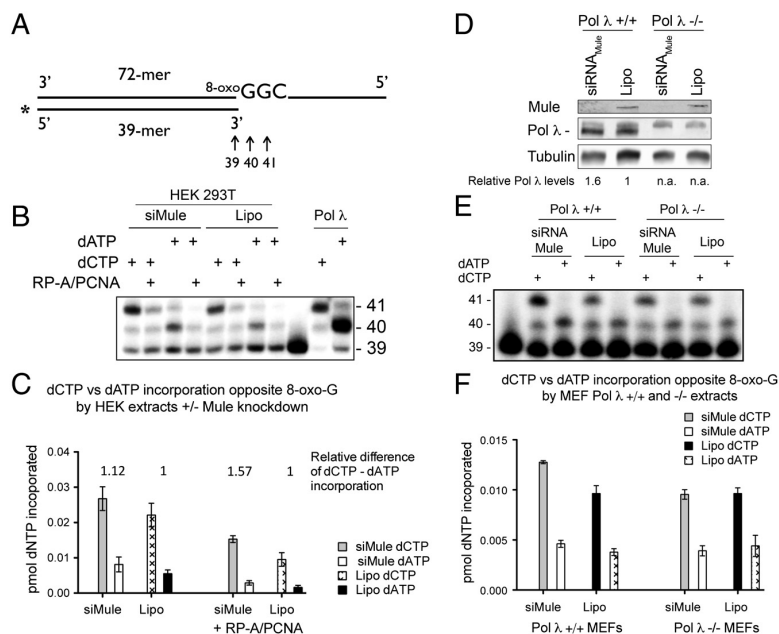 A
3’ 72-mer 8-oxoGGC 5’
*
5’ 39-mer 3’
39 40 41
B
HEK 293T
siMule Lipo Pol λ
dATP + + + + +
dCTP + + + + +
RP-A/PCNA + + + +
- 41
- 40
- 39
C dCTP vs dATP incorporation opposite 8-oxo-G
by HEK extracts +/- Mule knockdown
pmol dNTP incoporated
0.04
0.03
0.02
0.01
0.00
1.12 1 1.57 1
Relative difference
of dCTP - dATP
incorporation
siMule dCTP
siMule dATP
Lipo dCTP
Lipo dATP
siMule Lipo siMule Lipo
+ RP-A/PCNA
D
Pol λ +/+ Pol λ -/-
siRNAMule Lipo siRNAMule Lipo
Mule
Pol λ -
Tubulin
Relative Pol λ levels 1.6 1 n.a. n.a.
E
Pol λ +/+ Pol λ -/-
siRNA Mule Lipo siRNA Mule Lipo
dATP + + + +
dCTP + + + +
41 -
40 -
39 -
F dCTP vs dATP incorporation opposite 8-oxo-G
by MEF Pol λ +/+ and -/- extracts
pmol dNTP incoporated
0.015
0.010
0.005
0.000
siMule dCTP
siMule dATP
Lipo dCTP
Lipo dATP
siMule Lipo siMule Lipo
Pol λ +/+ MEFs Pol λ -/- MEFs